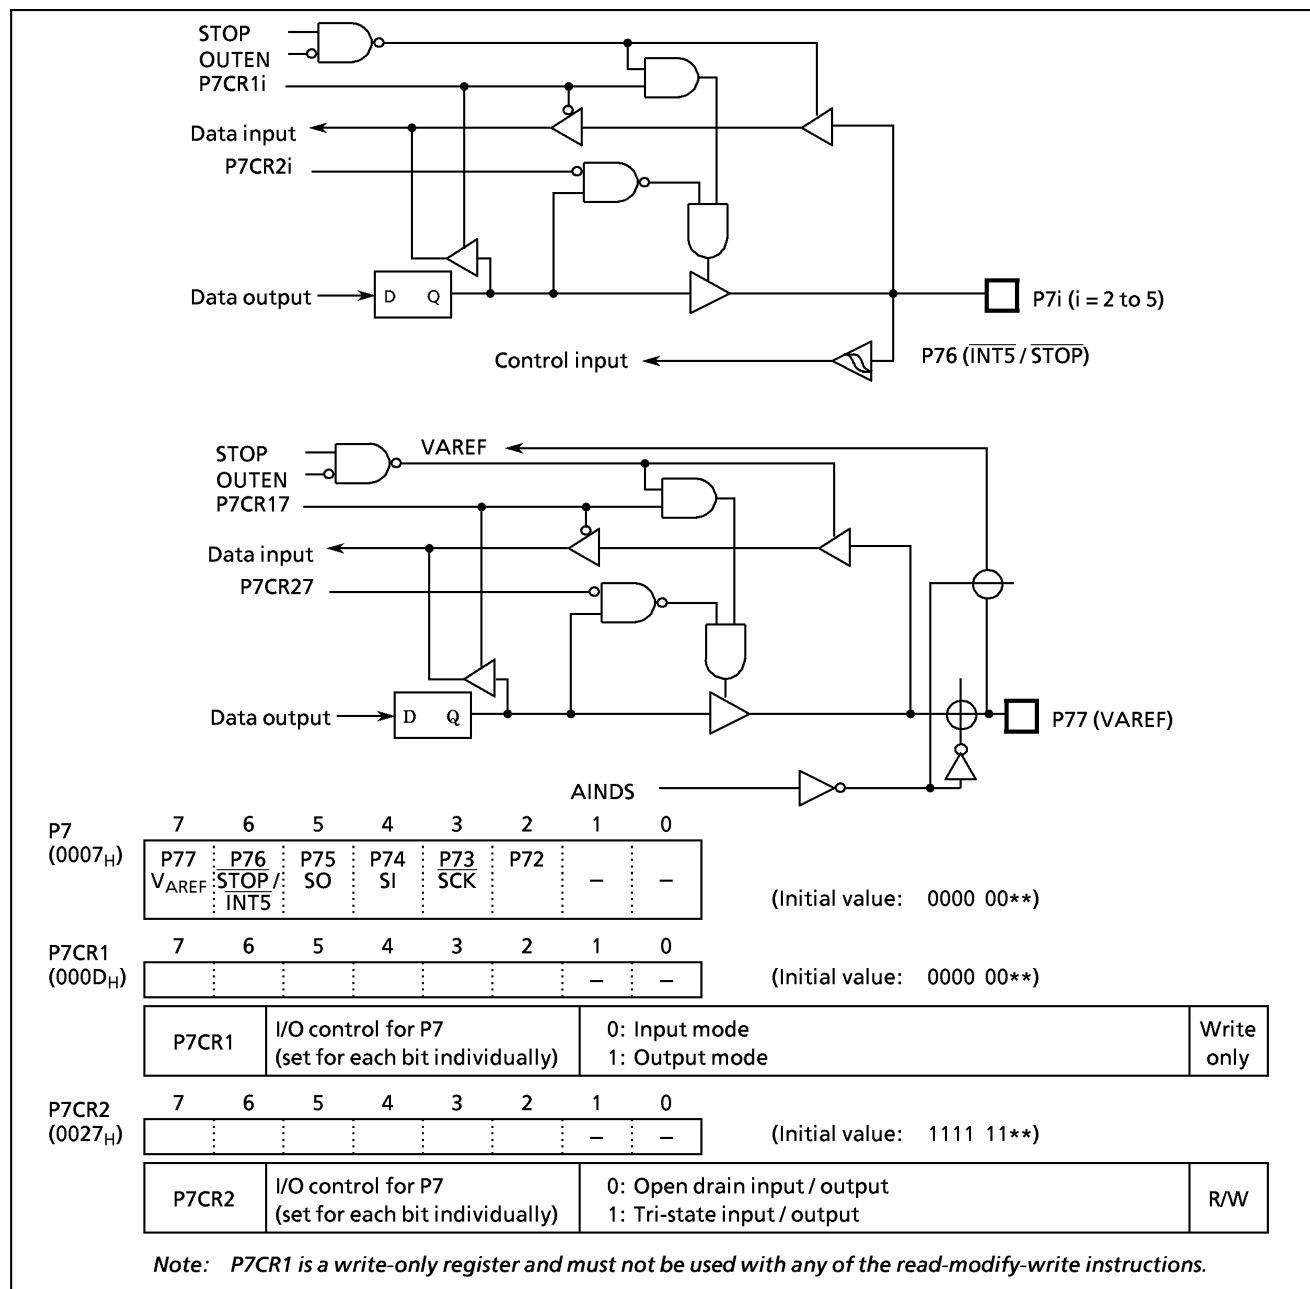 STOP
OUTEN
P7CR1i
Data input
P7CR2i
Data output
D Q
P7i (i = 2 to 5)
Control input
P76 (INT5 / STOP)
STOP
VAREF
OUTEN
P7CR17
Data input
P7CR27
Data output
D Q
P77 (VAREF)
AINDS
P7
(0007H)
7 6 5 4 3 2 1 0
P77 P76 P75 P74 P73 P72
VAREF STOP / SO SI SCK – –
INT5
(Initial value: 0000 00**)
P7CR1
(000DH)
7 6 5 4 3 2 1 0
– –
(Initial value: 0000 00**)
P7CR1
I/O control for P7
(set for each bit individually)
0: Input mode
1: Output mode
Write
only
P7CR2
(0027H)
7 6 5 4 3 2 1 0
– –
(Initial value: 1111 11**)
P7CR2
I/O control for P7
(set for each bit individually)
0: Open drain input / output
1: Tri-state input / output
R/W
Note: P7CR1 is a write-only register and must not be used with any of the read-modify-write instructions.